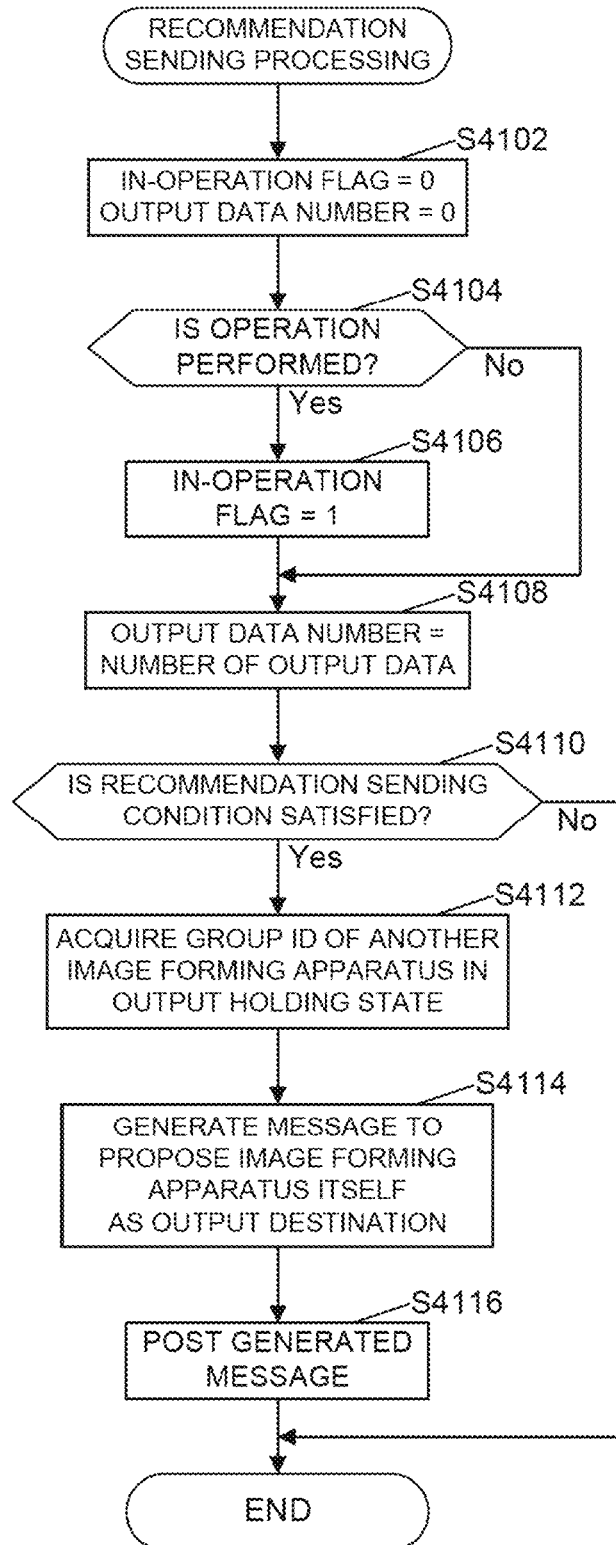 RECOMMENDATION
SENDING PROCESSING
S4102
IN-OPERATION FLAG = 0
OUTPUT DATA NUMBER = 0
S4104
IS OPERATION
PERFORMED?
No
Yes
S4106
IN-OPERATION
FLAG = 1
S4108
OUTPUT DATA NUMBER =
NUMBER OF OUTPUT DATA
S4110
IS RECOMMENDATION SENDING
CONDITION SATISFIED?
No
Yes
S4112
ACQUIRE GROUP ID OF ANOTHER
IMAGE FORMING APPARATUS IN
OUTPUT HOLDING STATE
S4114
GENERATE MESSAGE TO
PROPOSE IMAGE FORMING
APPARATUS ITSELF
AS OUTPUT DESTINATION
S4116
POST GENERATED
MESSAGE
END